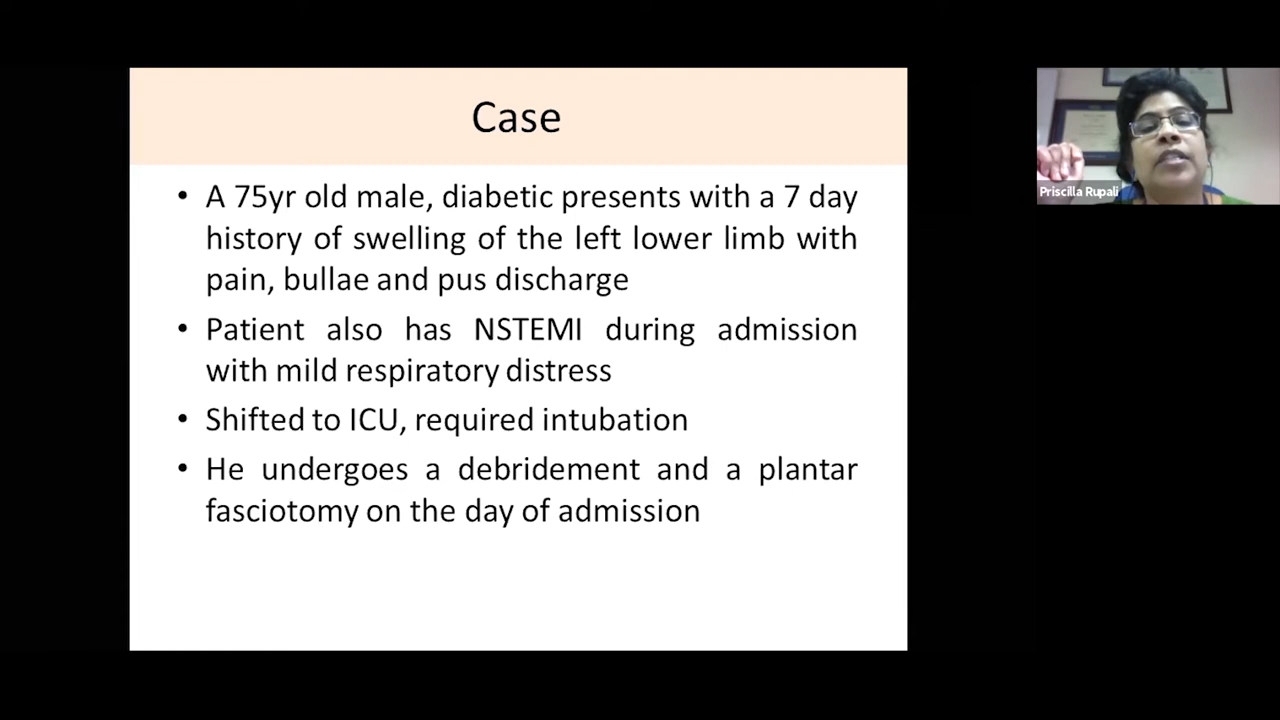 Case
• A 75yr old male, diabetic presents with a 7 day
history of swelling of the left lower limb with
pain, bullae and pus discharge
• Patient also has NSTEMI during admission
with mild respiratory distress
• Shifted to ICU, required intubation
• He undergoes a debridement and a plantar
fasciotomy on the day of admission
Priscilla Rupali